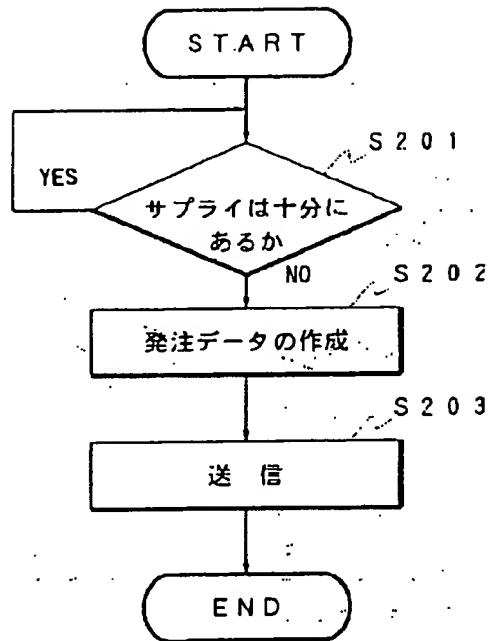 START
S201
YES
サプライは十分に
あるか
NO
S202
発注データの作成
S203
送 信
END